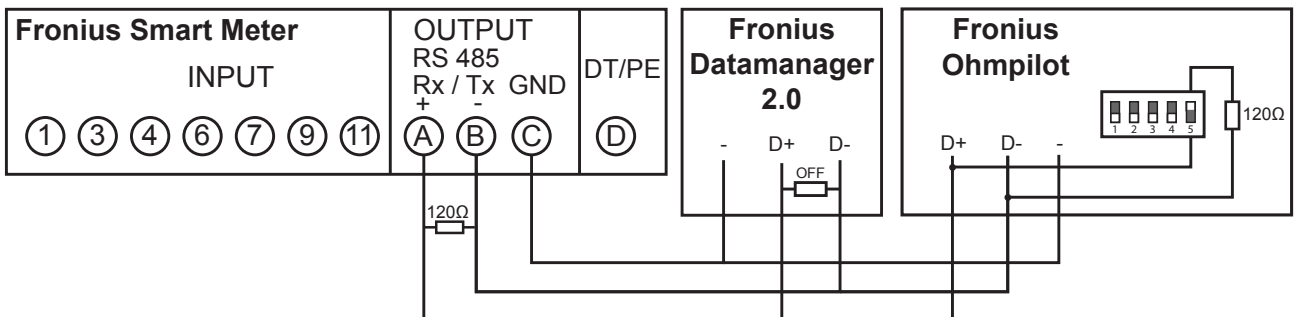 Fronius Smart Meter
INPUT
1 3 4 6 7 9 11
OUTPUT
RS 485
Rx / Tx GND
+ -
A B C
DT/PE
D
120Ω
Fronius
Datamanager
2.0
- D+ D-
OFF
Fronius
Ohmpilot
1 2 3 4 5
120Ω
D+ D- -